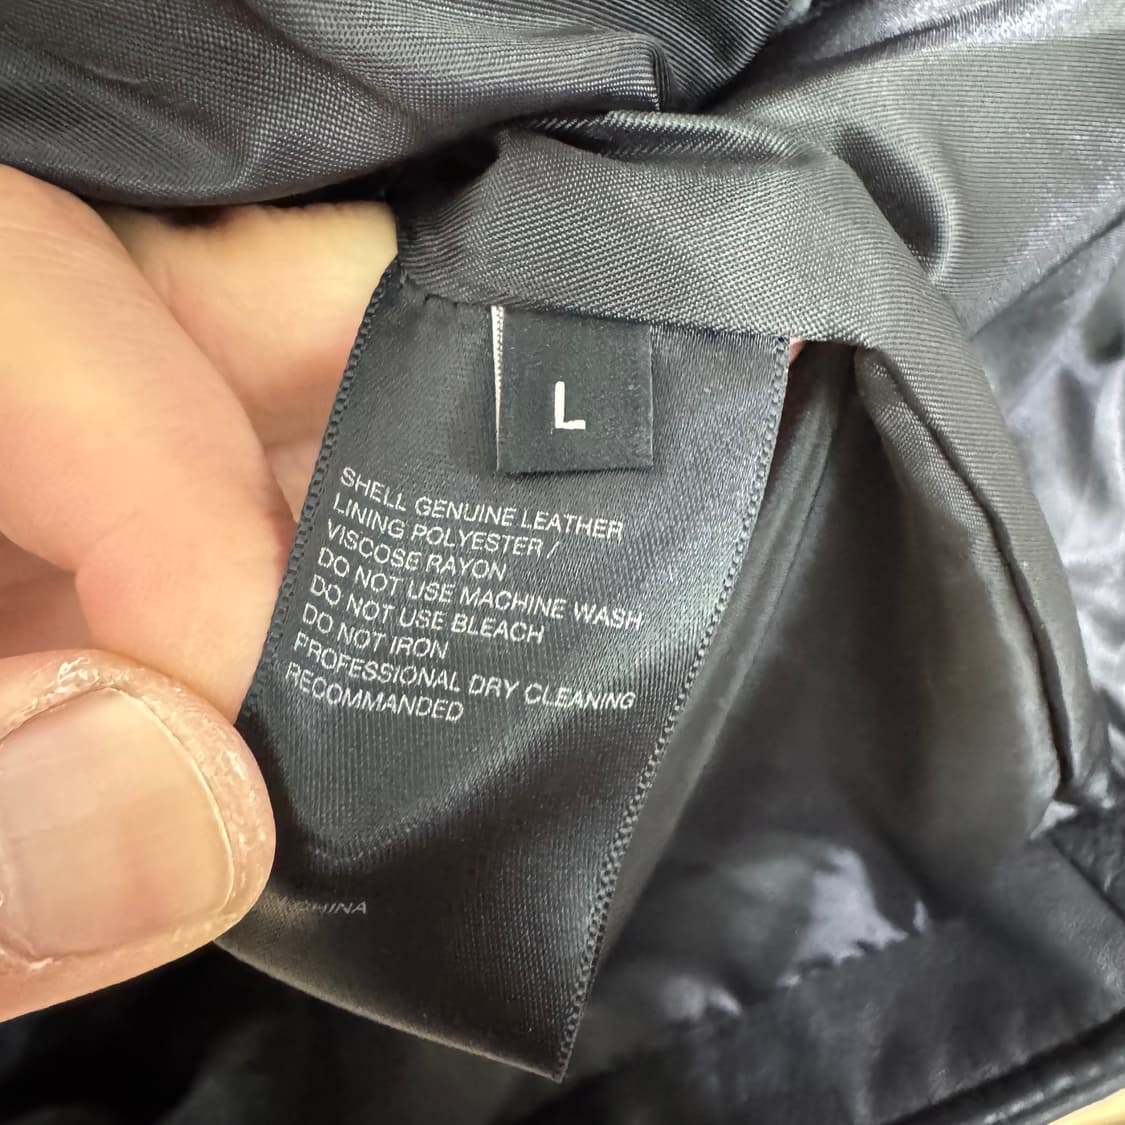 L
SHELL GENUINE LEATHER
LINING POLYESTER /
VISCOSE RAYON
DO NOT USE MACHINE WASH
DO NOT USE BLEACH
DO NOT IRON
PROFESSIONAL DRY CLEANING
RECOMMANDED
CHINA